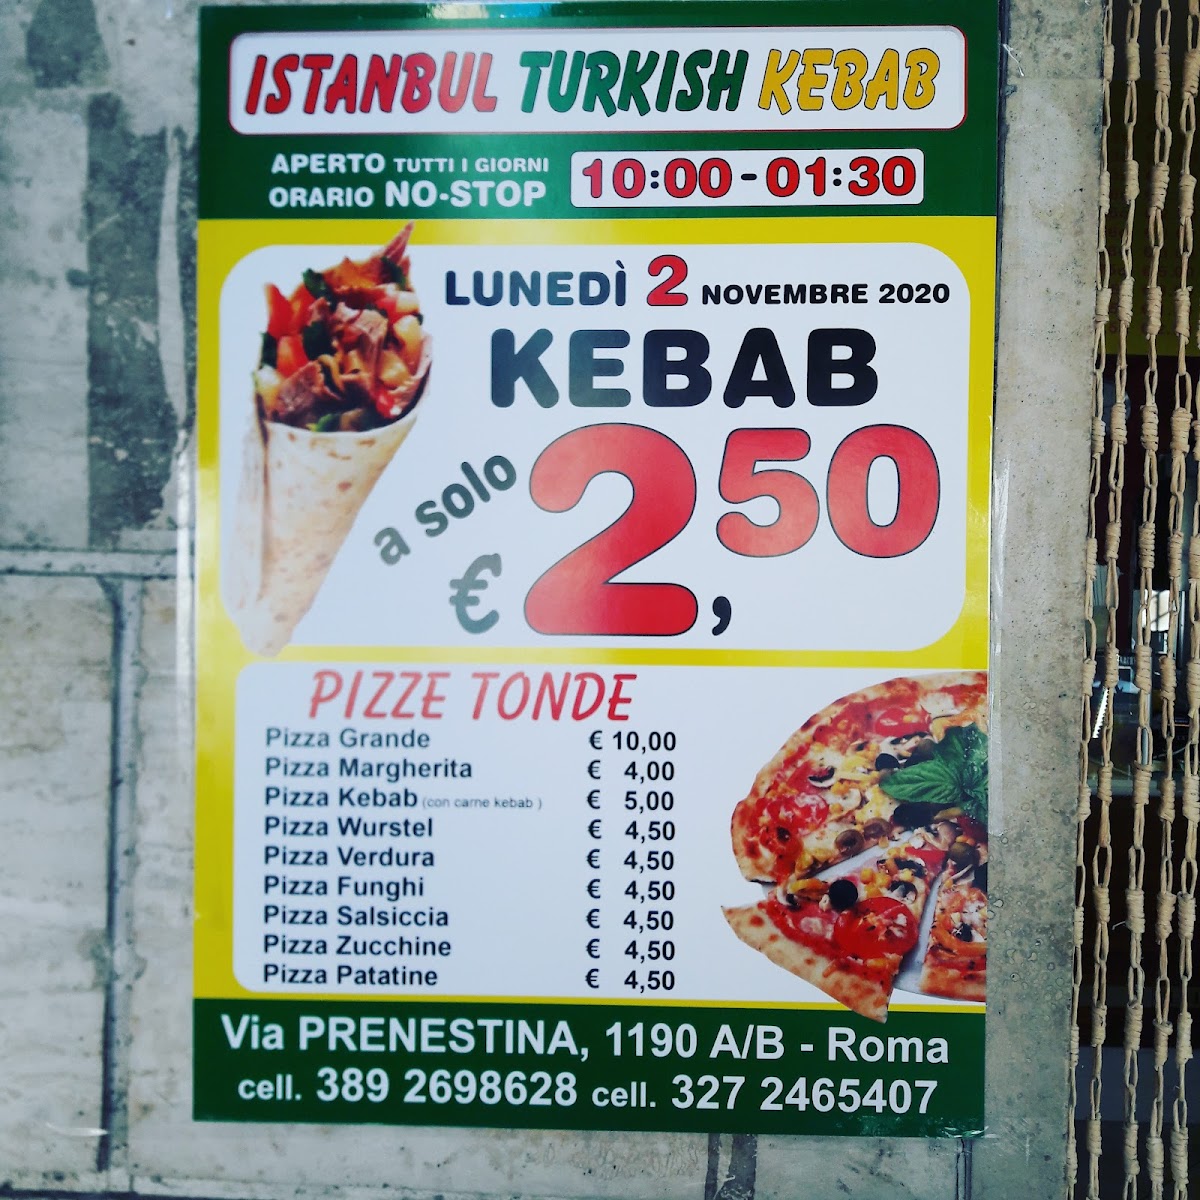 ISTANBUL TURKISH KEBAB
APERTO TUTTI I GIORNI
ORARIO NO-STOP
10:00-01:30
LUNEDÌ 2 NOVEMBRE 2020
KEBAB
a solo
€ 2,50
PIZZE TONDE
Pizza Grande € 10,00
Pizza Margherita € 4,00
Pizza Kebab (con carne kebab ) € 5,00
Pizza Wurstel € 4,50
Pizza Verdura € 4,50
Pizza Funghi € 4,50
Pizza Salsiccia € 4,50
Pizza Zucchine € 4,50
Pizza Patatine € 4,50
Via PRENESTINA, 1190 A/B - Roma
cell. 389 2698628 cell. 327 2465407